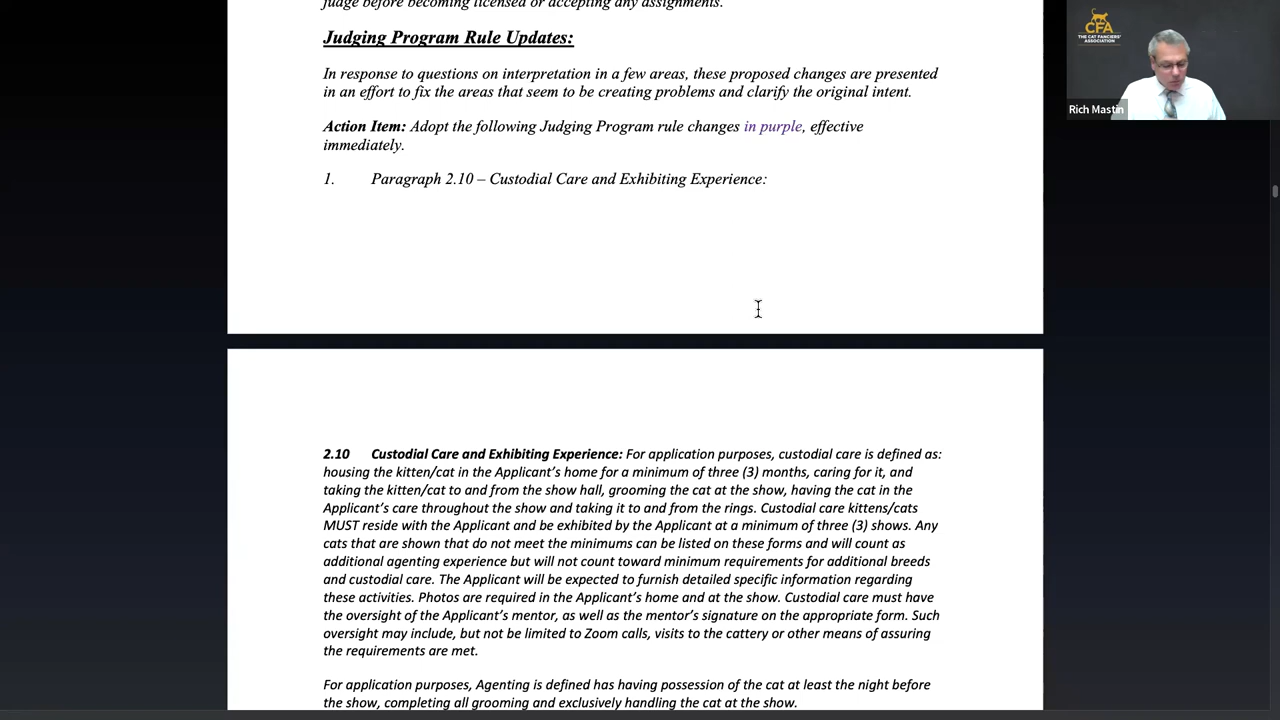 judge before becoming licensed or accepting any assignments.
Judging Program Rule Updates:
In response to questions on interpretation in a few areas, these proposed changes are presented
in an effort to fix the areas that seem to be creating problems and clarify the original intent.
Action Item: Adopt the following Judging Program rule changes in purple, effective
immediately.
1. Paragraph 2.10 – Custodial Care and Exhibiting Experience:
2.10 Custodial Care and Exhibiting Experience: For application purposes, custodial care is defined as:
housing the kitten/cat in the Applicant's home for a minimum of three (3) months, caring for it, and
taking the kitten/cat to and from the show hall, grooming the cat at the show, having the cat in the
Applicant's care throughout the show and taking it to and from the rings. Custodial care kittens/cats
MUST reside with the Applicant and be exhibited by the Applicant at a minimum of three (3) shows. Any
cats that are shown that do not meet the minimums can be listed on these forms and will count as
additional agenting experience but will not count toward minimum requirements for additional breeds
and custodial care. The Applicant will be expected to furnish detailed specific information regarding
these activities. Photos are required in the Applicant's home and at the show. Custodial care must have
the oversight of the Applicant's mentor, as well as the mentor's signature on the appropriate form. Such
oversight may include, but not be limited to Zoom calls, visits to the cattery or other means of assuring
the requirements are met.
For application purposes, Agenting is defined has having possession of the cat at least the night before
the show, completing all grooming and exclusively handling the cat at the show.
CFA
THE CAT FANCIERS'
ASSOCIATION
Rich Mastin